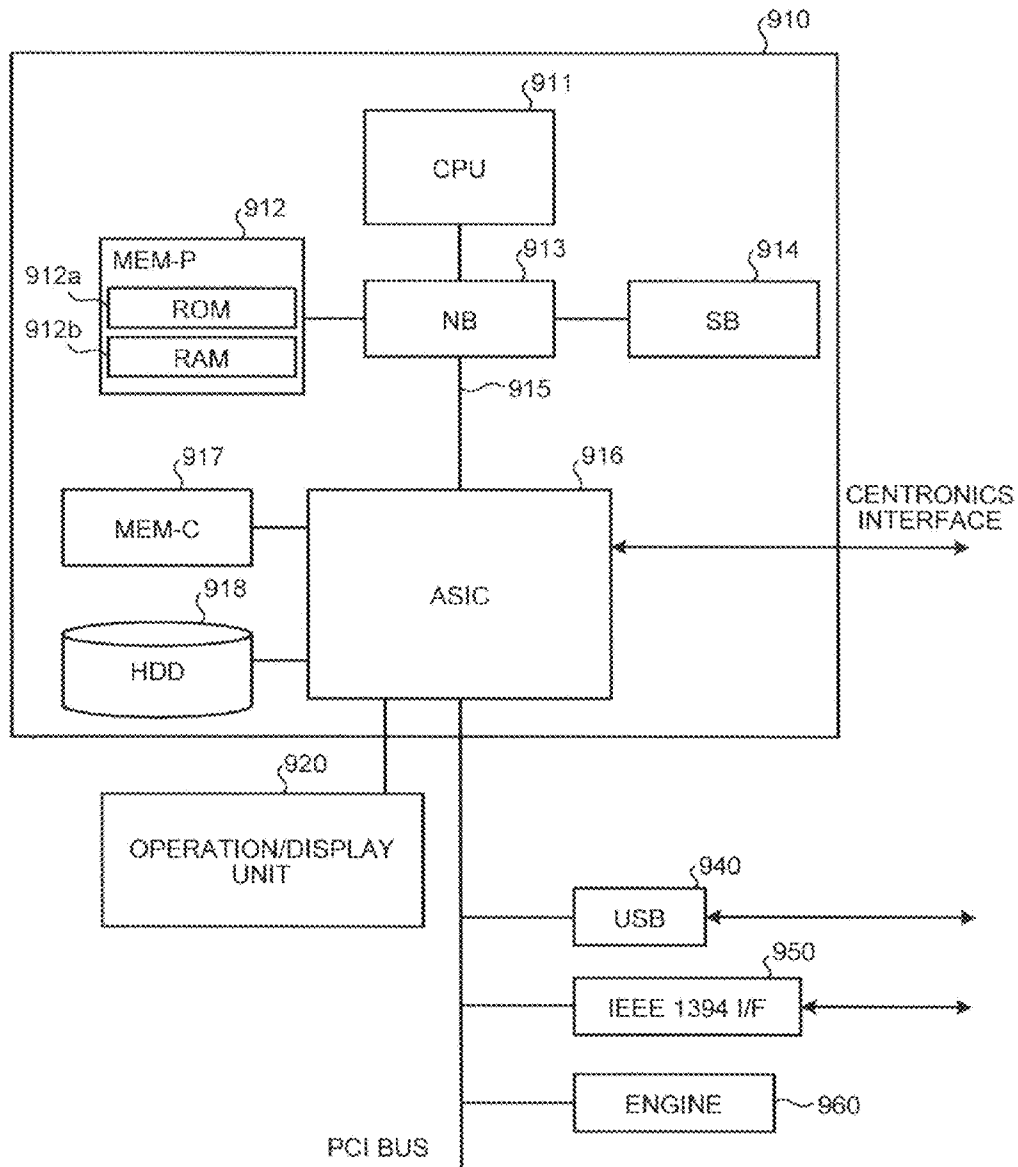 910
911
CPU
912
MEM-P
912a
ROM
912b
RAM
913
NB
914
SB
915
916
ASIC
917
MEM-C
918
HDD
CENTRONICS
INTERFACE
920
OPERATION/DISPLAY
UNIT
940
USB
950
IEEE 1394 I/F
ENGINE
960
PCI BUS